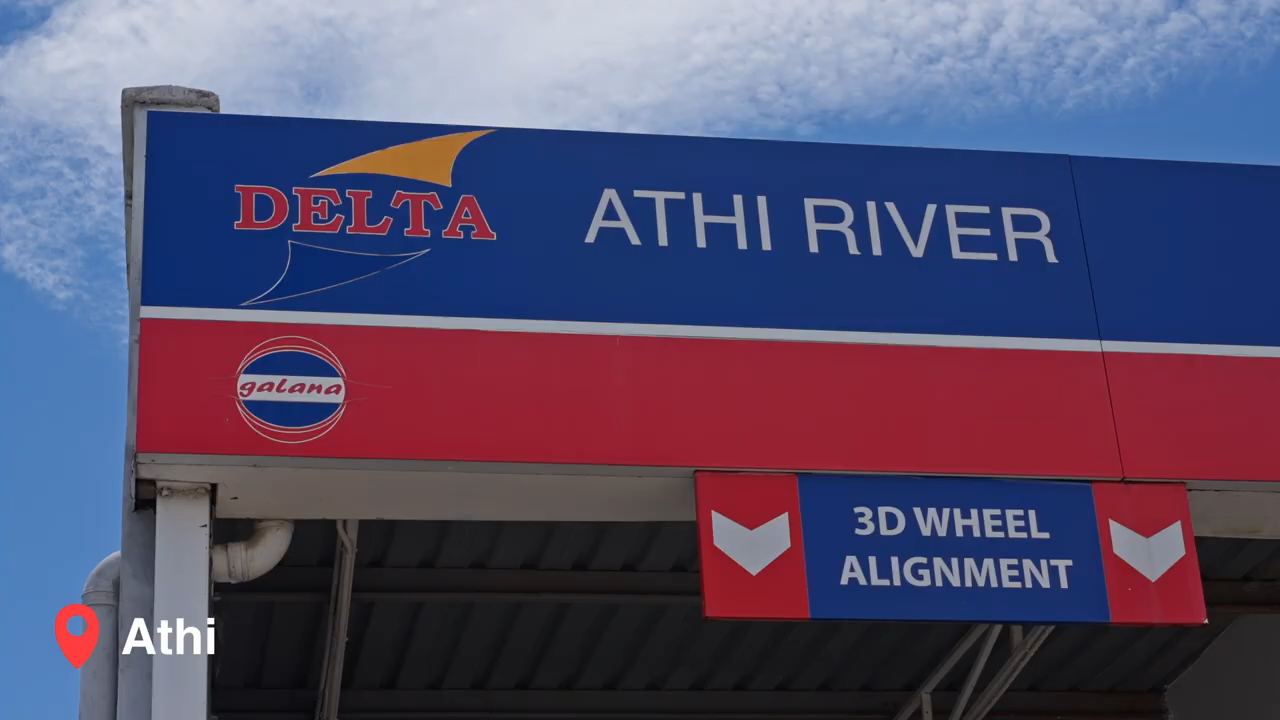 DELTA
ATHI RIVER
galana
3D WHEEL
ALIGNMENT
Athi